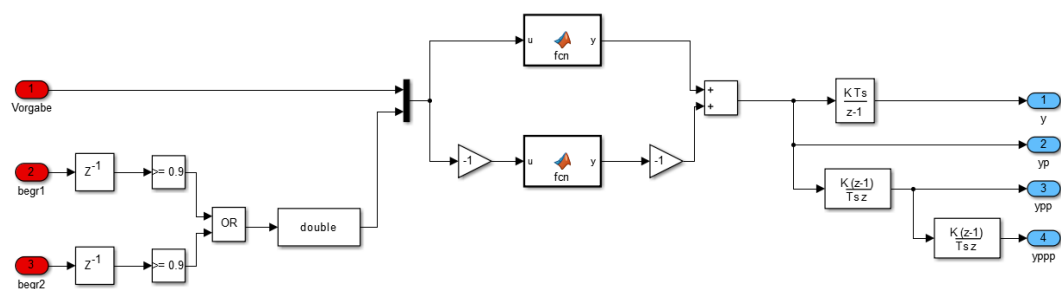 u
y
fcn
1
Vorgabe
+
+
K Ts
z-1
1
y
2
yp
2
begr1
Z-1
>= 0.9
-1
u
y
fcn
-1
K (z-1)
Ts z
3
ypp
OR
double
K (z-1)
Ts z
4
yppp
3
begr2
Z-1
>= 0.9